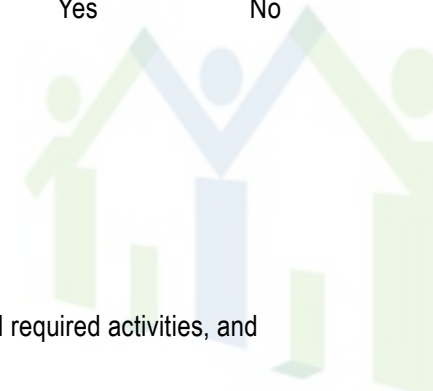 Yes No
required activities, and